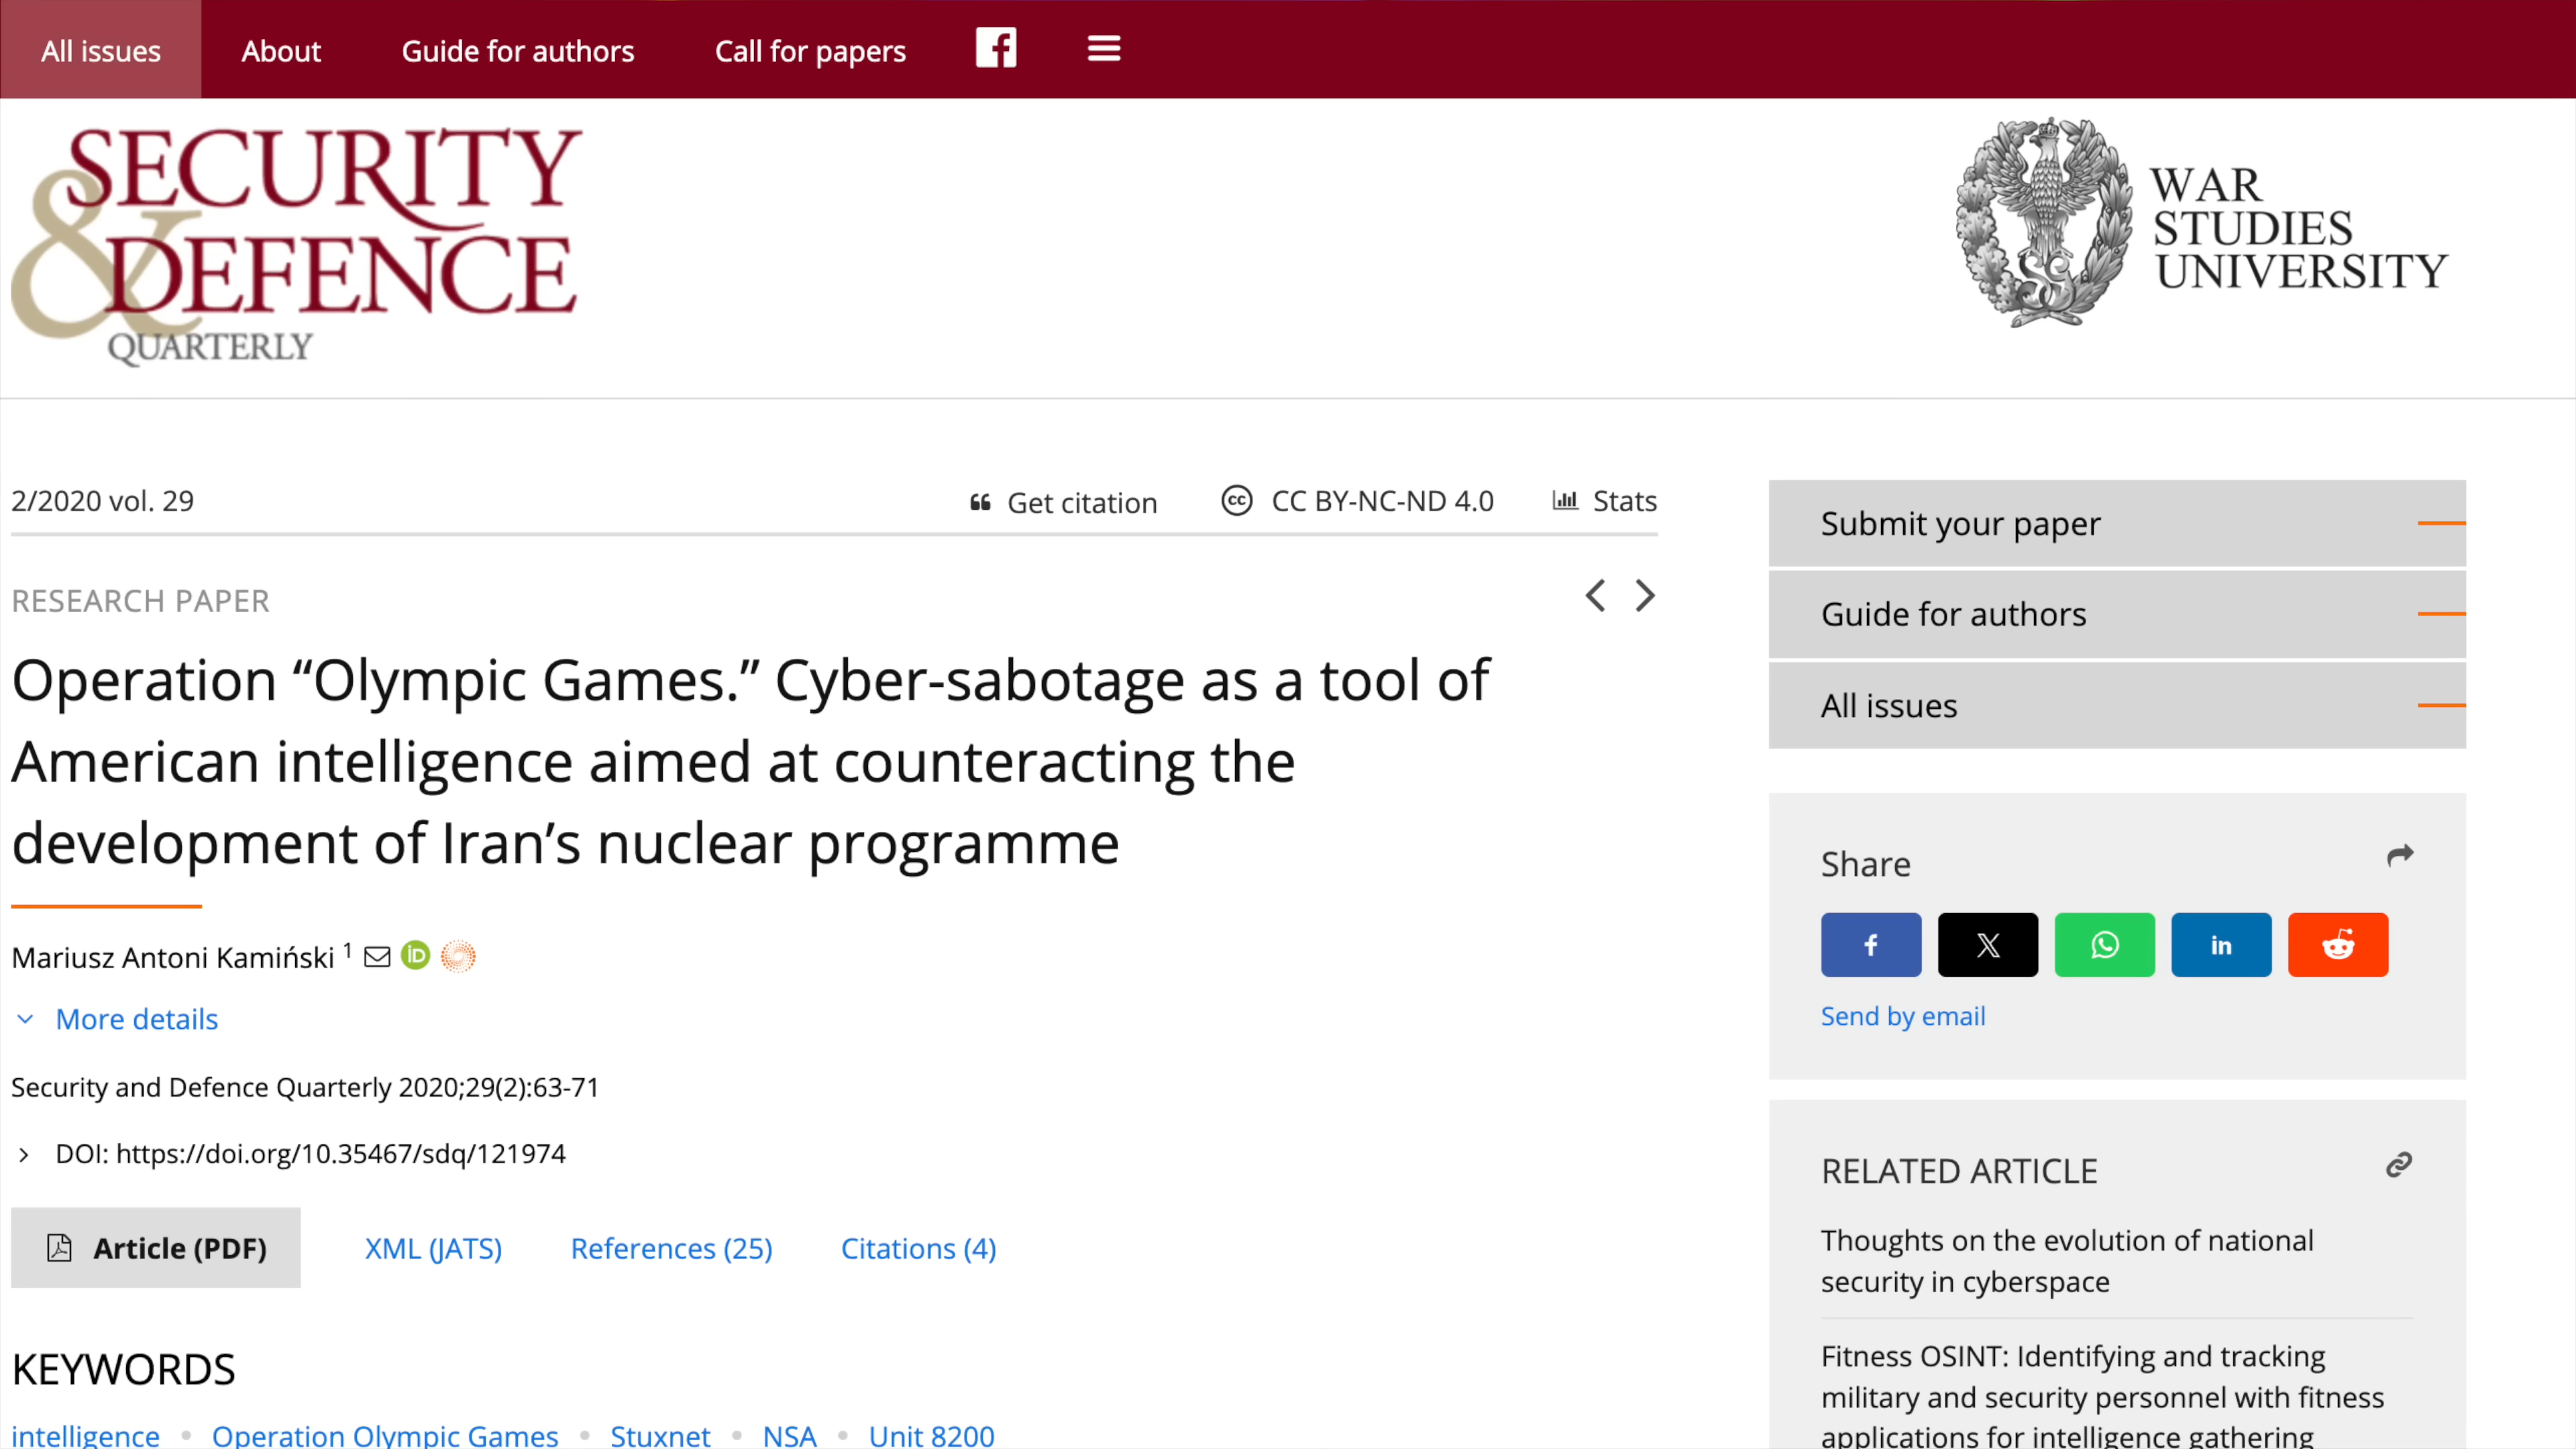 All issues About Guide for authors Call for papers
SECURITY
& DEFENCE
QUARTERLY
WAR
STUDIES
UNIVERSITY
2/2020 vol. 29 Get citation CC BY-NC-ND 4.0 Stats
RESEARCH PAPER
Operation “Olympic Games.” Cyber-sabotage as a tool of
American intelligence aimed at counteracting the
development of Iran’s nuclear programme
Mariusz Antoni Kamiński 1
More details
Security and Defence Quarterly 2020;29(2):63-71
DOI: https://doi.org/10.35467/sdq/121974
Article (PDF) XML (JATS) References (25) Citations (4)
KEYWORDS
intelligence • Operation Olympic Games • Stuxnet • NSA • Unit 8200
Submit your paper
Guide for authors
All issues
Share
Send by email
RELATED ARTICLE
Thoughts on the evolution of national
security in cyberspace
Fitness OSINT: Identifying and tracking
military and security personnel with fitness
applications for intelligence gathering